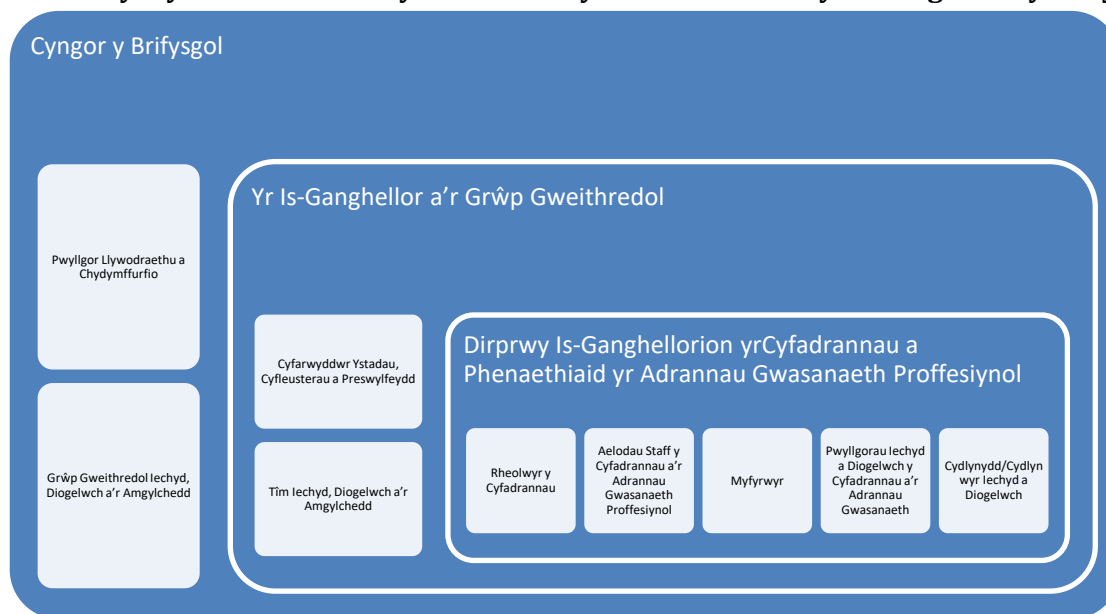 Cyngor y Brifysgol
Pwyllgor Llywodraethu a
Chydymffurfio
Grŵp Gweithredol Iechyd,
Diogelwch a'r Amgylchedd
Yr Is-Ganghellor a'r Grŵp Gweithredol
Cyfarwyddwr Ystadau,
Cyfleusterau a Preswylfeydd
Tîm Iechyd, Diogelwch a'r
Amgylchedd
Dirprwy Is-Ganghellorion yrCyfadrannau a
Phenaethiaid yr Adrannau Gwasanaeth Proffesiynol
Rheolwyr y
Cyfadrannau
Aelodau Staff y
Cyfadrannau a'r
Adrannau
Gwasanaeth
Proffesiynol
Myfyrwyr
Pwyllgorau Iechyd
a Diogelwch y
Cyfadrannau a'r
Adrannau
Gwasanaeth
Cydlynydd/Cydlyn
wyr Iechyd a
Diogelwch